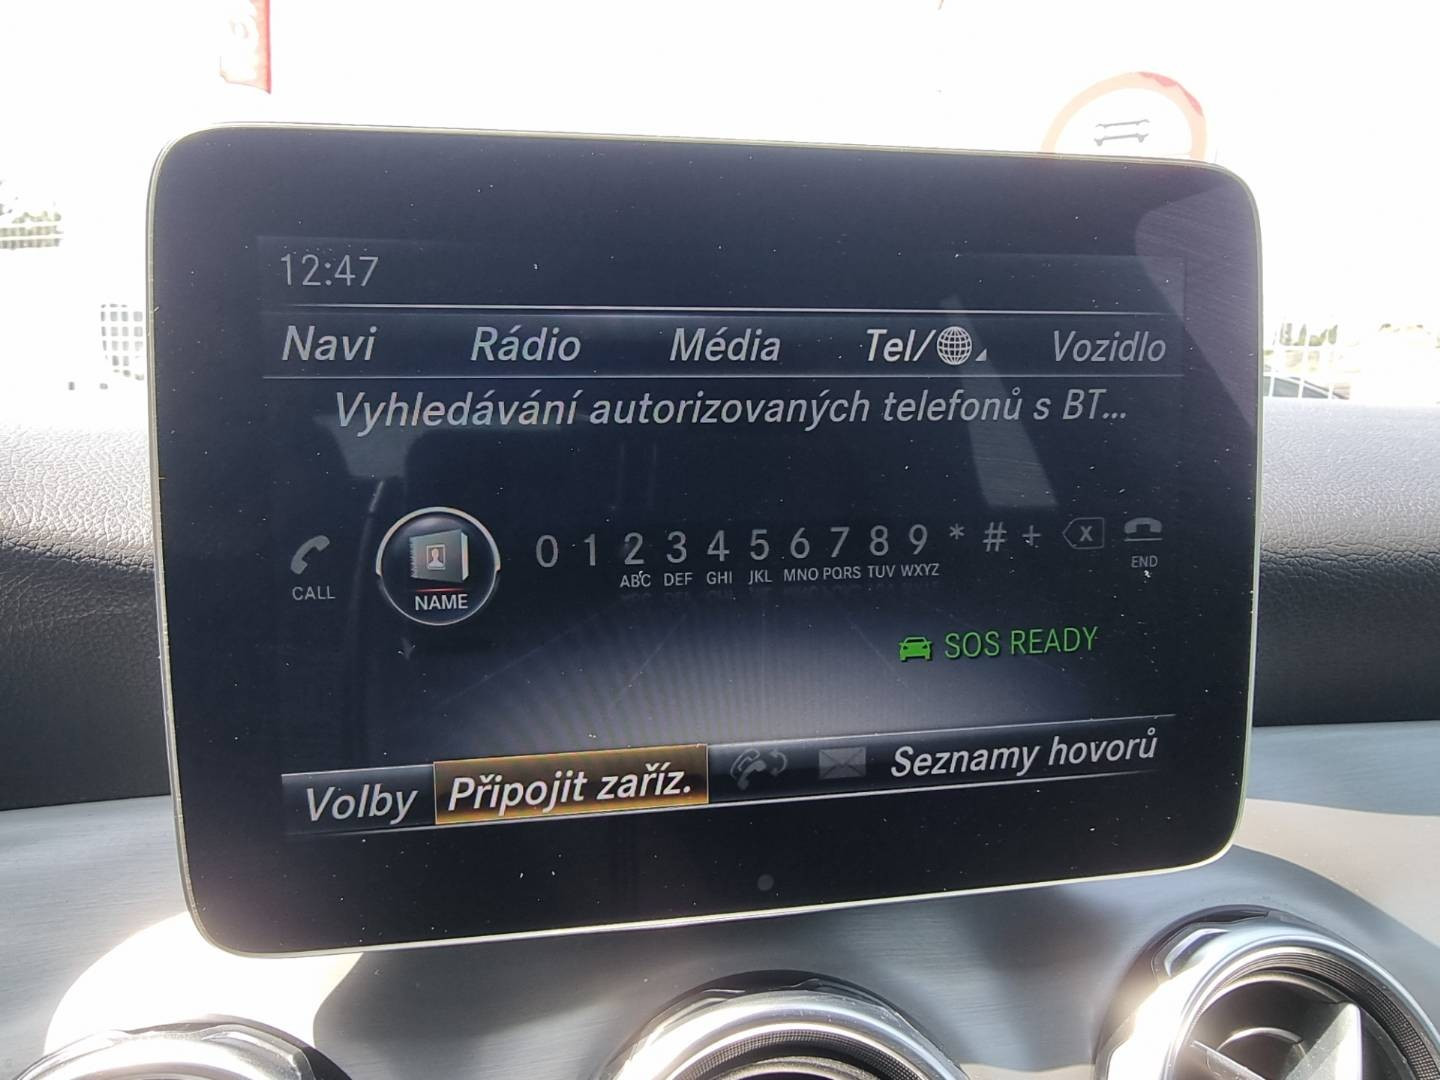 12:47
Navi Rádio Média Tel/ Vozidlo
Vyhledávání autorizovaných telefonů s BT...
0 1 2 3 4 5 6 7 8 9 * # + x
ABC DEF GHI JKL MNO PQRS TUV WXYZ
CALL NAME END
SOS READY
Volby Připojit zaříz. Seznamy hovorů